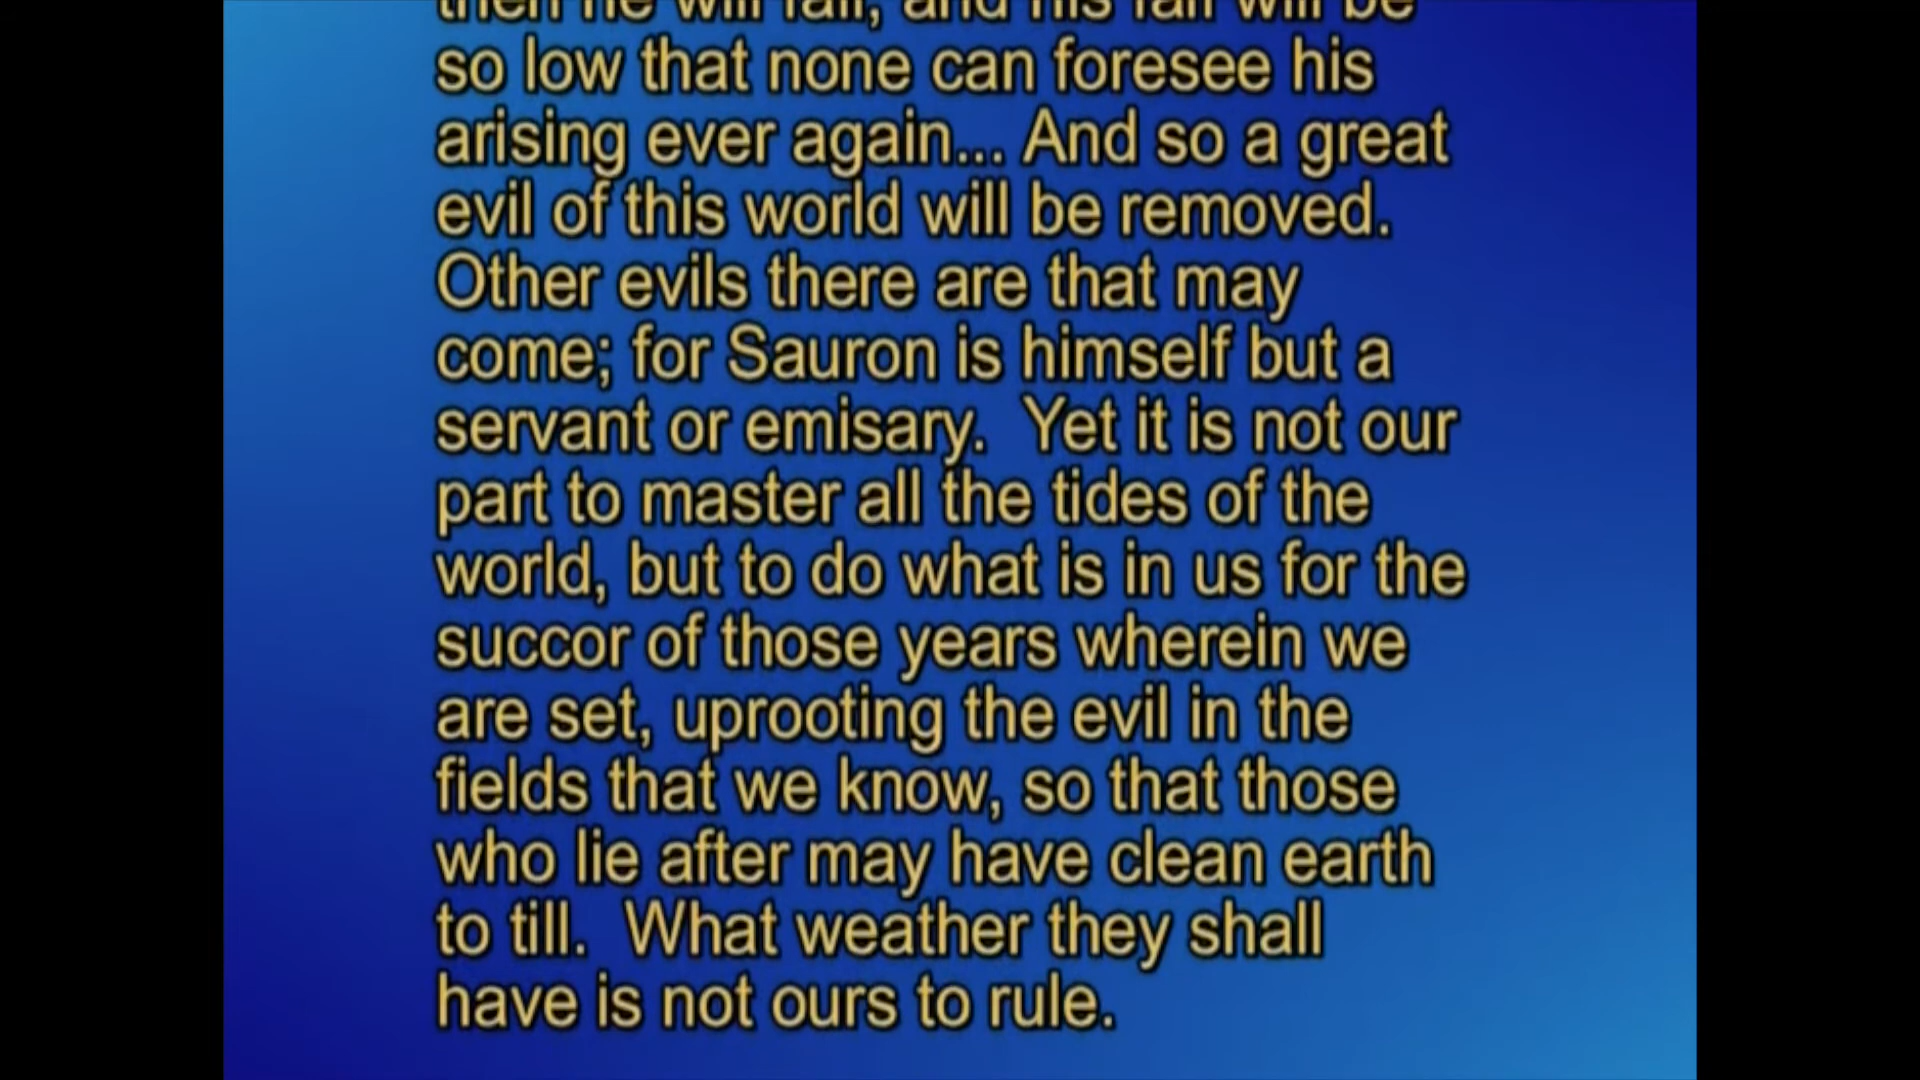 then he will fall, and his fall will be
so low that none can foresee his
arising ever again... And so a great
evil of this world will be removed.
Other evils there are that may
come; for Sauron is himself but a
servant or emisary.  Yet it is not our
part to master all the tides of the
world, but to do what is in us for the
succor of those years wherein we
are set, uprooting the evil in the
fields that we know, so that those
who lie after may have clean earth
to till.  What weather they shall
have is not ours to rule.